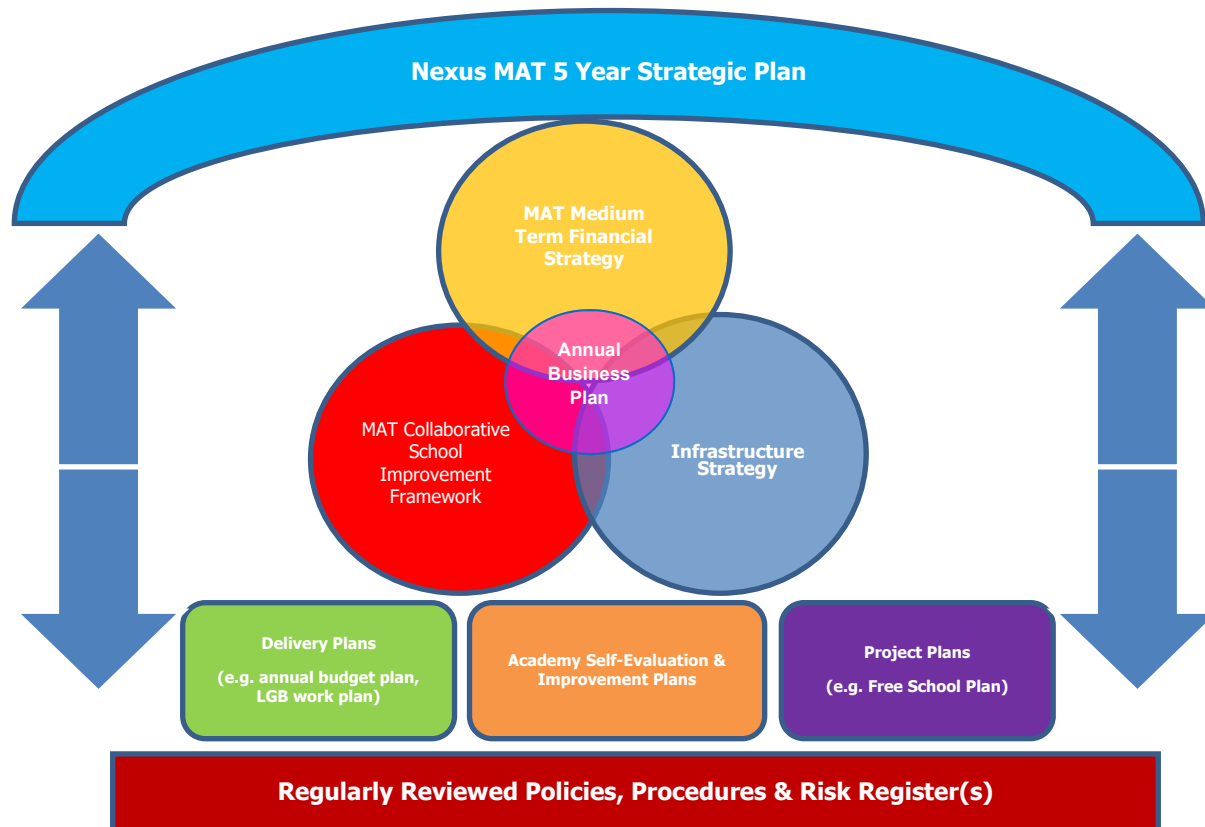 Nexus MAT 5 Year Strategic Plan
MAT Medium
Term Financial
Strategy
Annual
Business
Plan
MAT Collaborative
School
Improvement
Framework
Infrastructure
Strategy
Delivery Plans
(e.g. annual budget plan,
LGB work plan)
Academy Self-Evaluation &
Improvement Plans
Project Plans
(e.g. Free School Plan)
Regularly Reviewed Policies, Procedures & Risk Register(s)